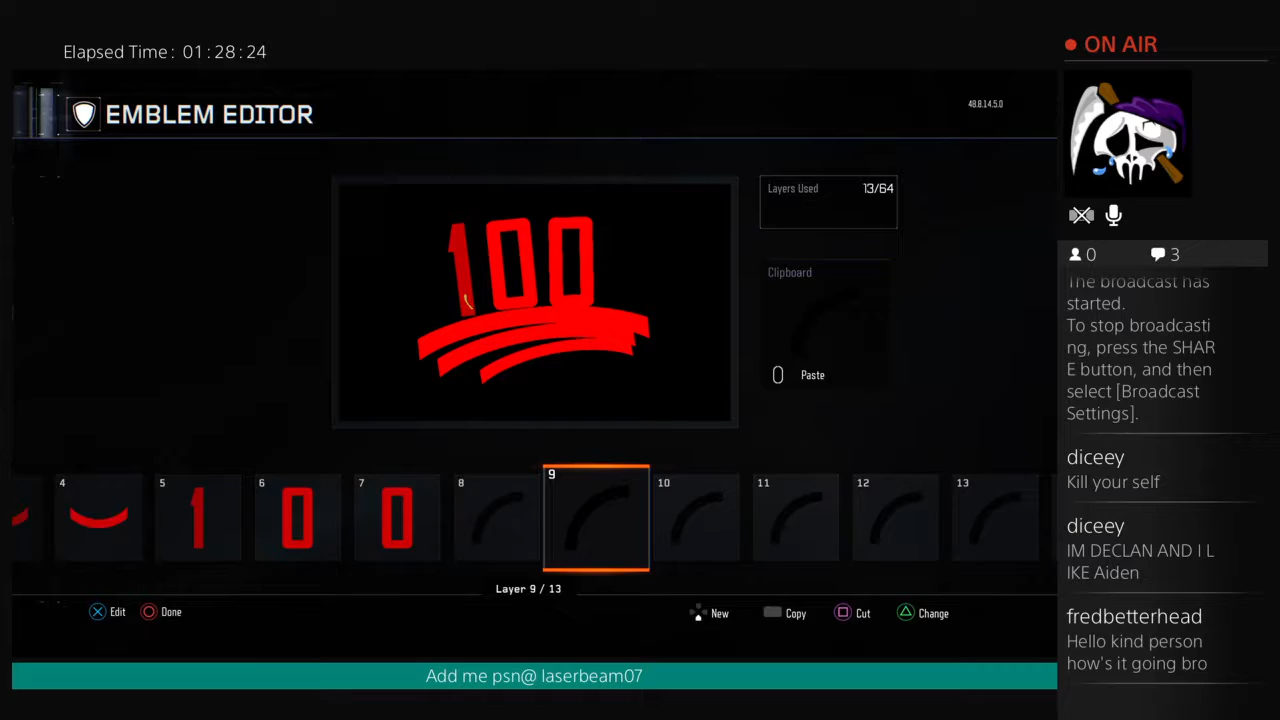 Elapsed Time: 01:28:24
ON AIR
EMBLEM EDITOR
48.8.14.5.0
Layers Used 13/64
100
Clipboard
Paste
0 3
The broadcast has
started.
To stop broadcasti
ng, press the SHAR
E button, and then
select [Broadcast
Settings].
diceey
Kill your self
diceey
IM DECLAN AND I L
IKE Aiden
fredbetterhead
Hello kind person
how's it going bro
4 5 6 7 8 9 10 11 12 13
1 0 0
Layer 9 / 13
Edit Done New Copy Cut Change
Add me psn@ laserbeam07